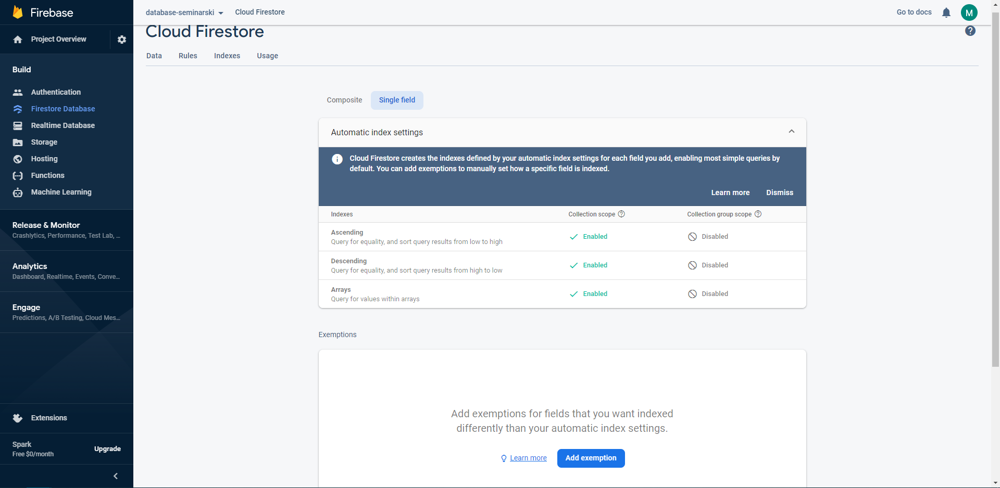 Firebase
database-seminarski
Cloud Firestore
Go to docs
M
Project Overview
Cloud Firestore
?
Data
Rules
Indexes
Usage
Build
Authentication
Firestore Database
Realtime Database
Storage
Hosting
Functions
Machine Learning
Release & Monitor
Crashlytics, Performance, Test Lab, ...
Analytics
Dashboard, Realtime, Events, Conve...
Engage
Predictions, A/B Testing, Cloud Mes...
Extensions
Spark
Free $0/month
Upgrade
Composite
Single field
Automatic index settings
Cloud Firestore creates the indexes defined by your automatic index settings for each field you add, enabling most simple queries by
default. You can add exemptions to manually set how a specific field is indexed.
Learn more
Dismiss
Indexes
Collection scope ?
Collection group scope ?
Ascending
Query for equality, and sort query results from low to high
Enabled
Disabled
Descending
Query for equality, and sort query results from high to low
Enabled
Disabled
Arrays
Query for values within arrays
Enabled
Disabled
Exemptions
Add exemptions for fields that you want indexed
differently than your automatic index settings.
Learn more
Add exemption